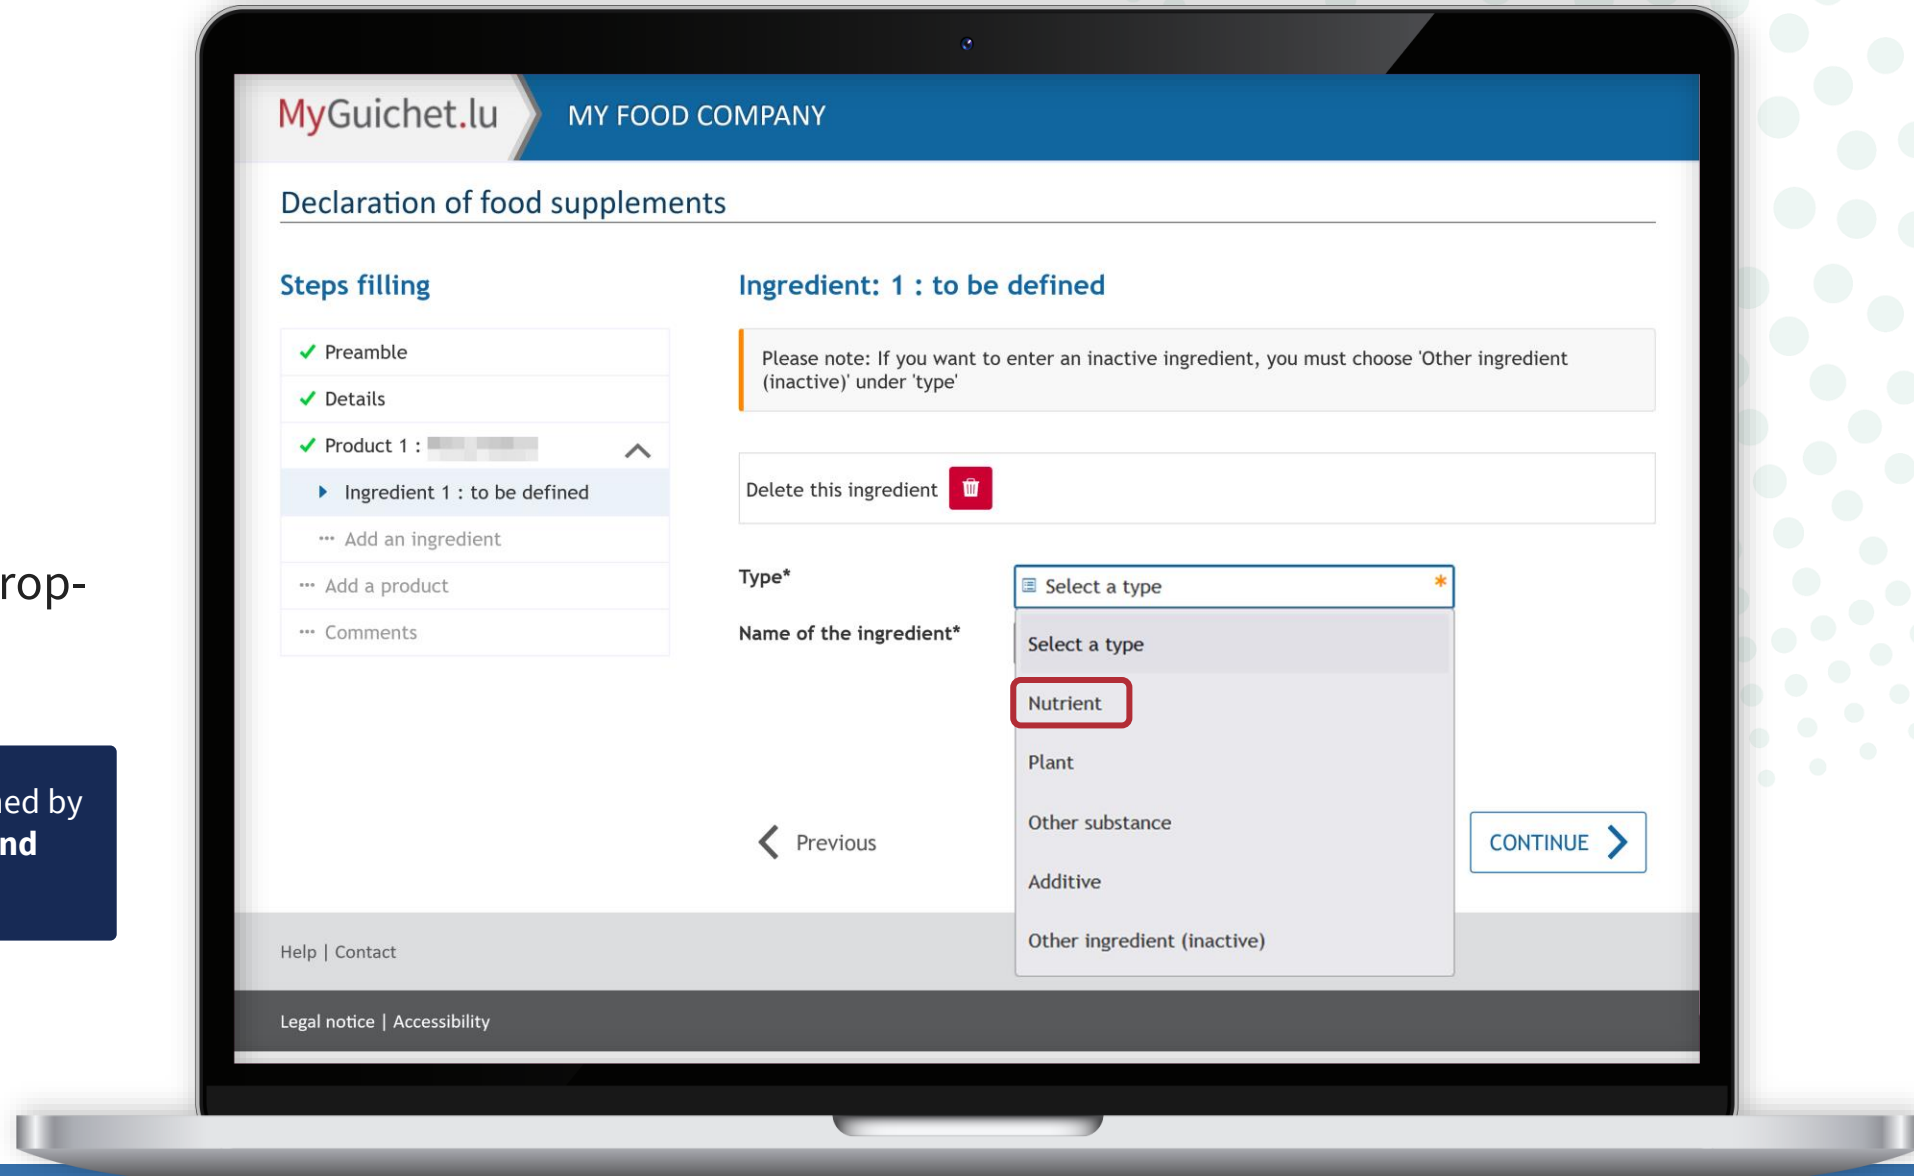 MyGuichet.lu
MY FOOD COMPANY
Declaration of food supplements
Steps filling
Preamble
Details
Product 1 :
Ingredient 1 : to be defined
Add an ingredient
Add a product
Comments
Ingredient: 1 : to be defined
Please note: If you want to enter an inactive ingredient, you must choose 'Other ingredient
(inactive)' under 'type'
Delete this ingredient
Type*
Select a type *
Name of the ingredient*
Select a type
Nutrient
Plant
Other substance
Additive
Other ingredient (inactive)
Previous
CONTINUE
Help | Contact
Legal notice | Accessibility
rop-
by